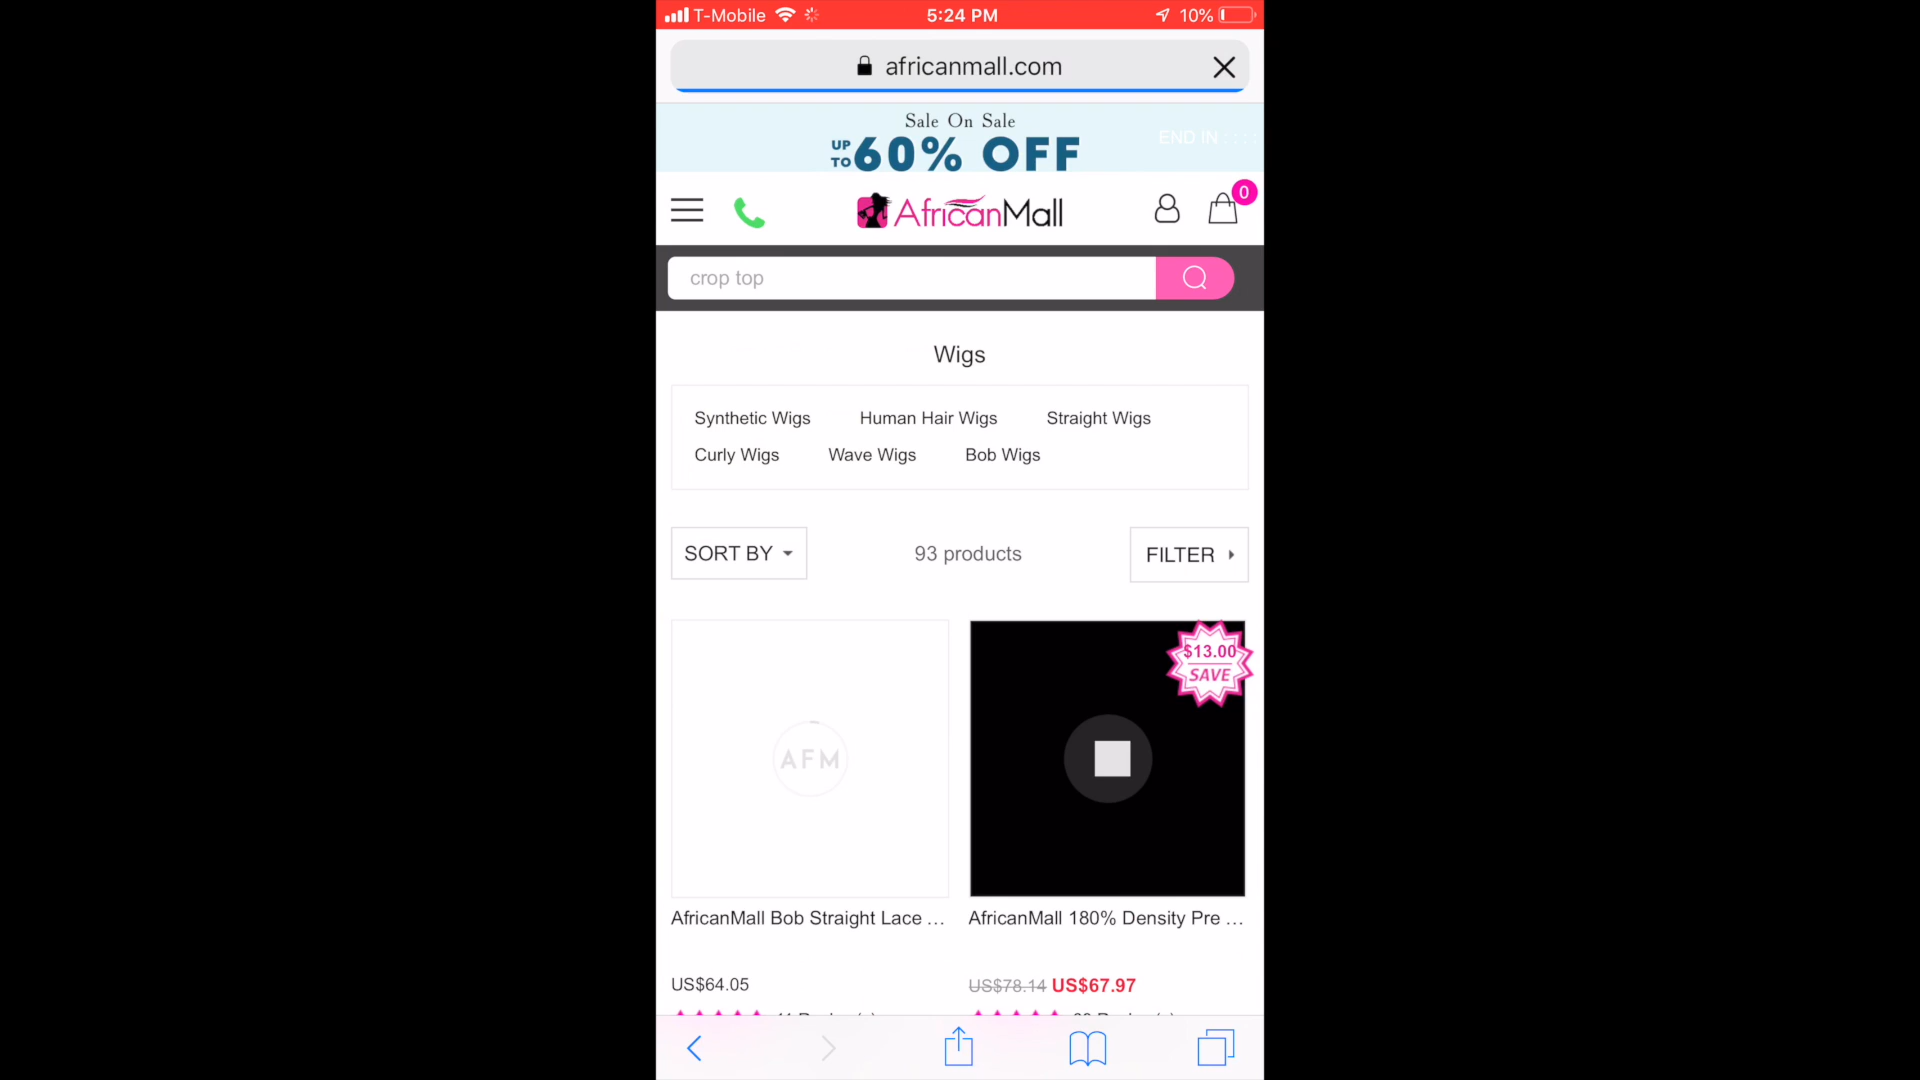 T-Mobile 5:24 PM 10%
africanmall.com
Sale On Sale
UP TO 60% OFF
END IN : : : :
0
AfricanMall
crop top
Wigs
Synthetic Wigs Human Hair Wigs Straight Wigs
Curly Wigs Wave Wigs Bob Wigs
SORT BY 93 products FILTER
$13.00
SAVE
AFM
AfricanMall Bob Straight Lace ... AfricanMall 180% Density Pre ...
US$64.05 US$78.14 US$67.97